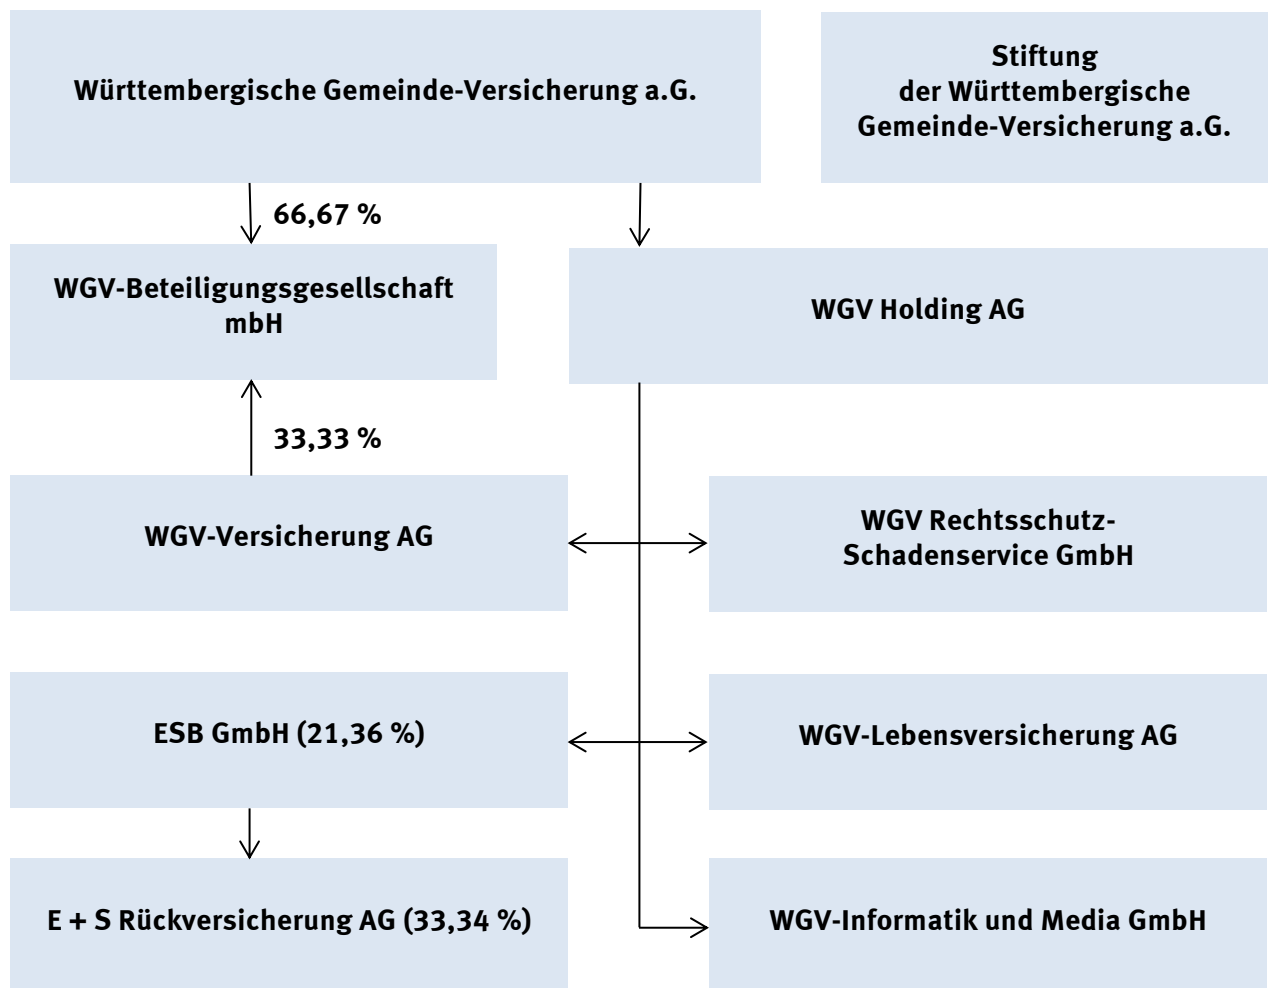 Württembergische Gemeinde-Versicherung a.G.
Stiftung
der Württembergische
Gemeinde-Versicherung a.G.
66,67 %
WGV-Beteiligungsgesellschaft
mbH
WGV Holding AG
33,33 %
WGV-Versicherung AG
WGV Rechtsschutz-
Schadenservice GmbH
ESB GmbH (21,36 %)
WGV-Lebensversicherung AG
E + S Rückversicherung AG (33,34 %)
WGV-Informatik und Media GmbH